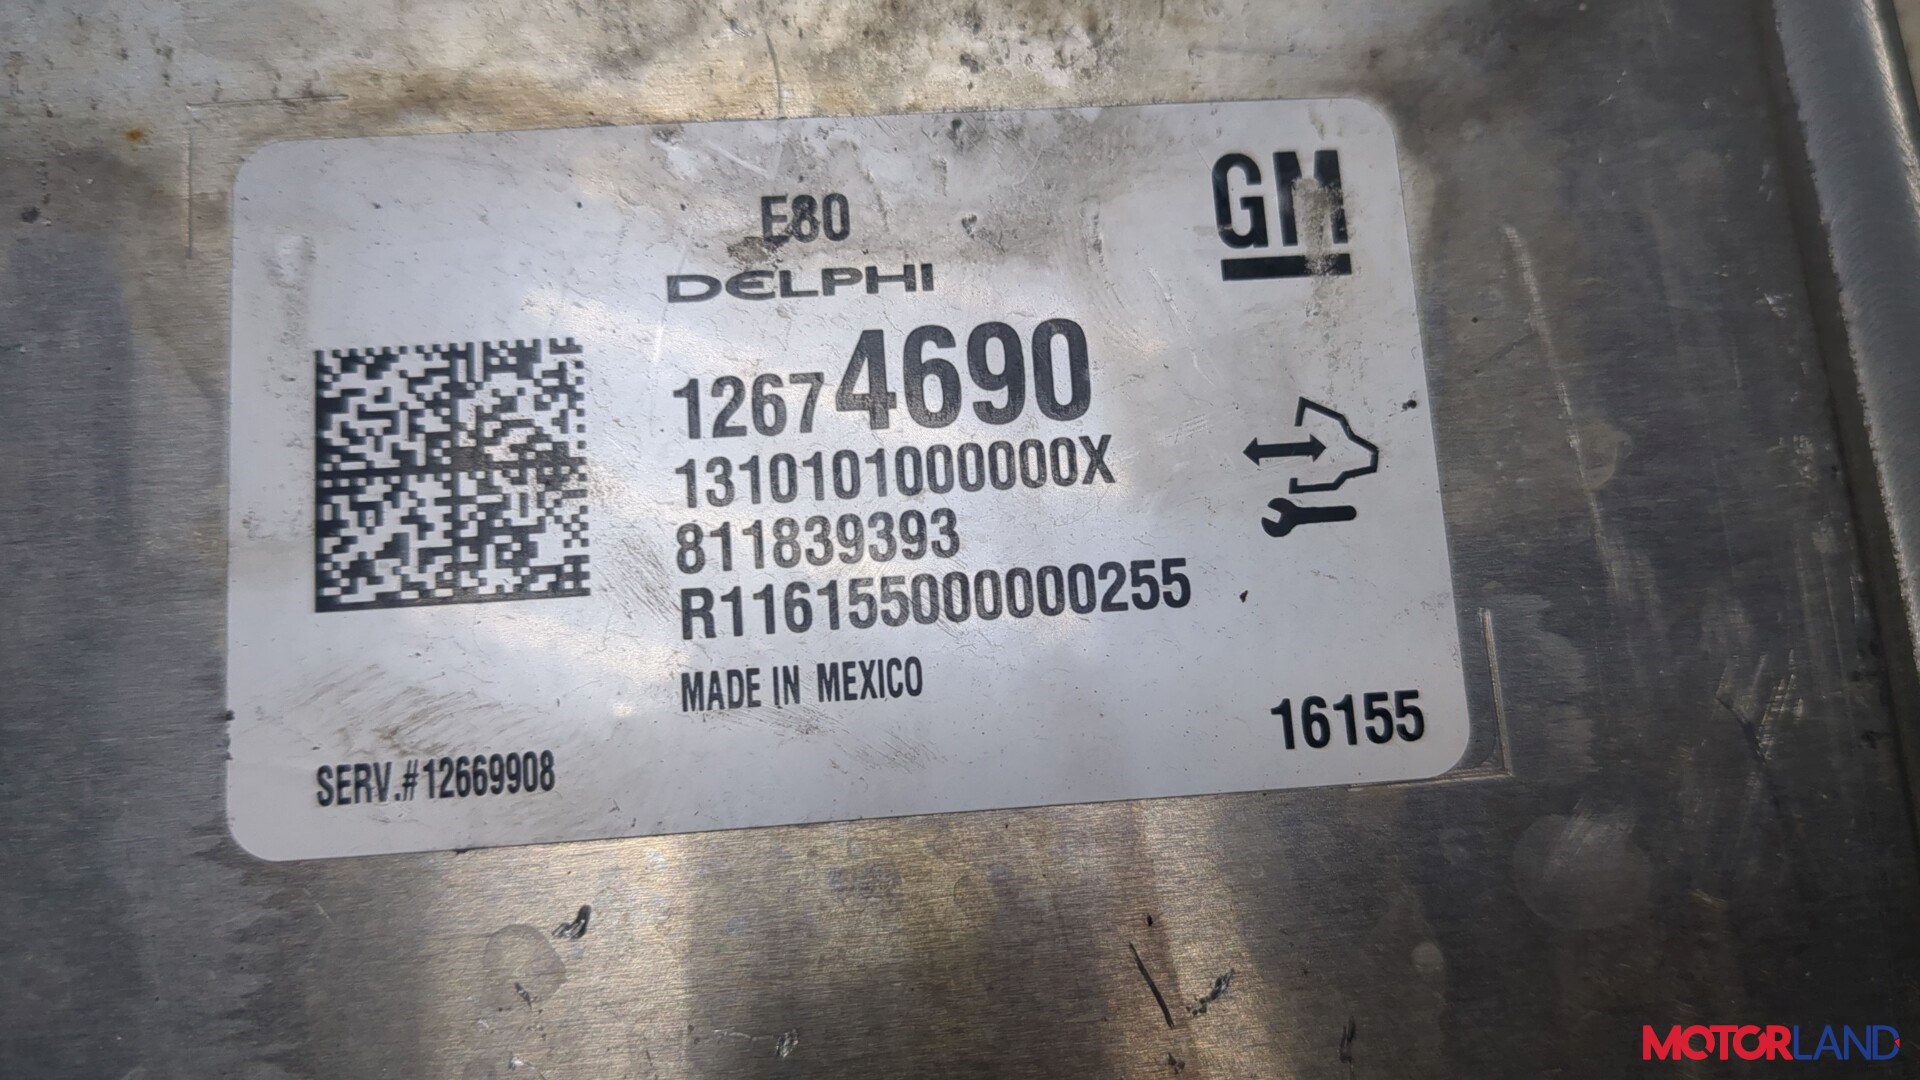 E80
GM
DELPHI
12674690
1310101000000X
811839393
R116155000000255
MADE IN MEXICO
16155
SERV.#12669908
MOTORLAND